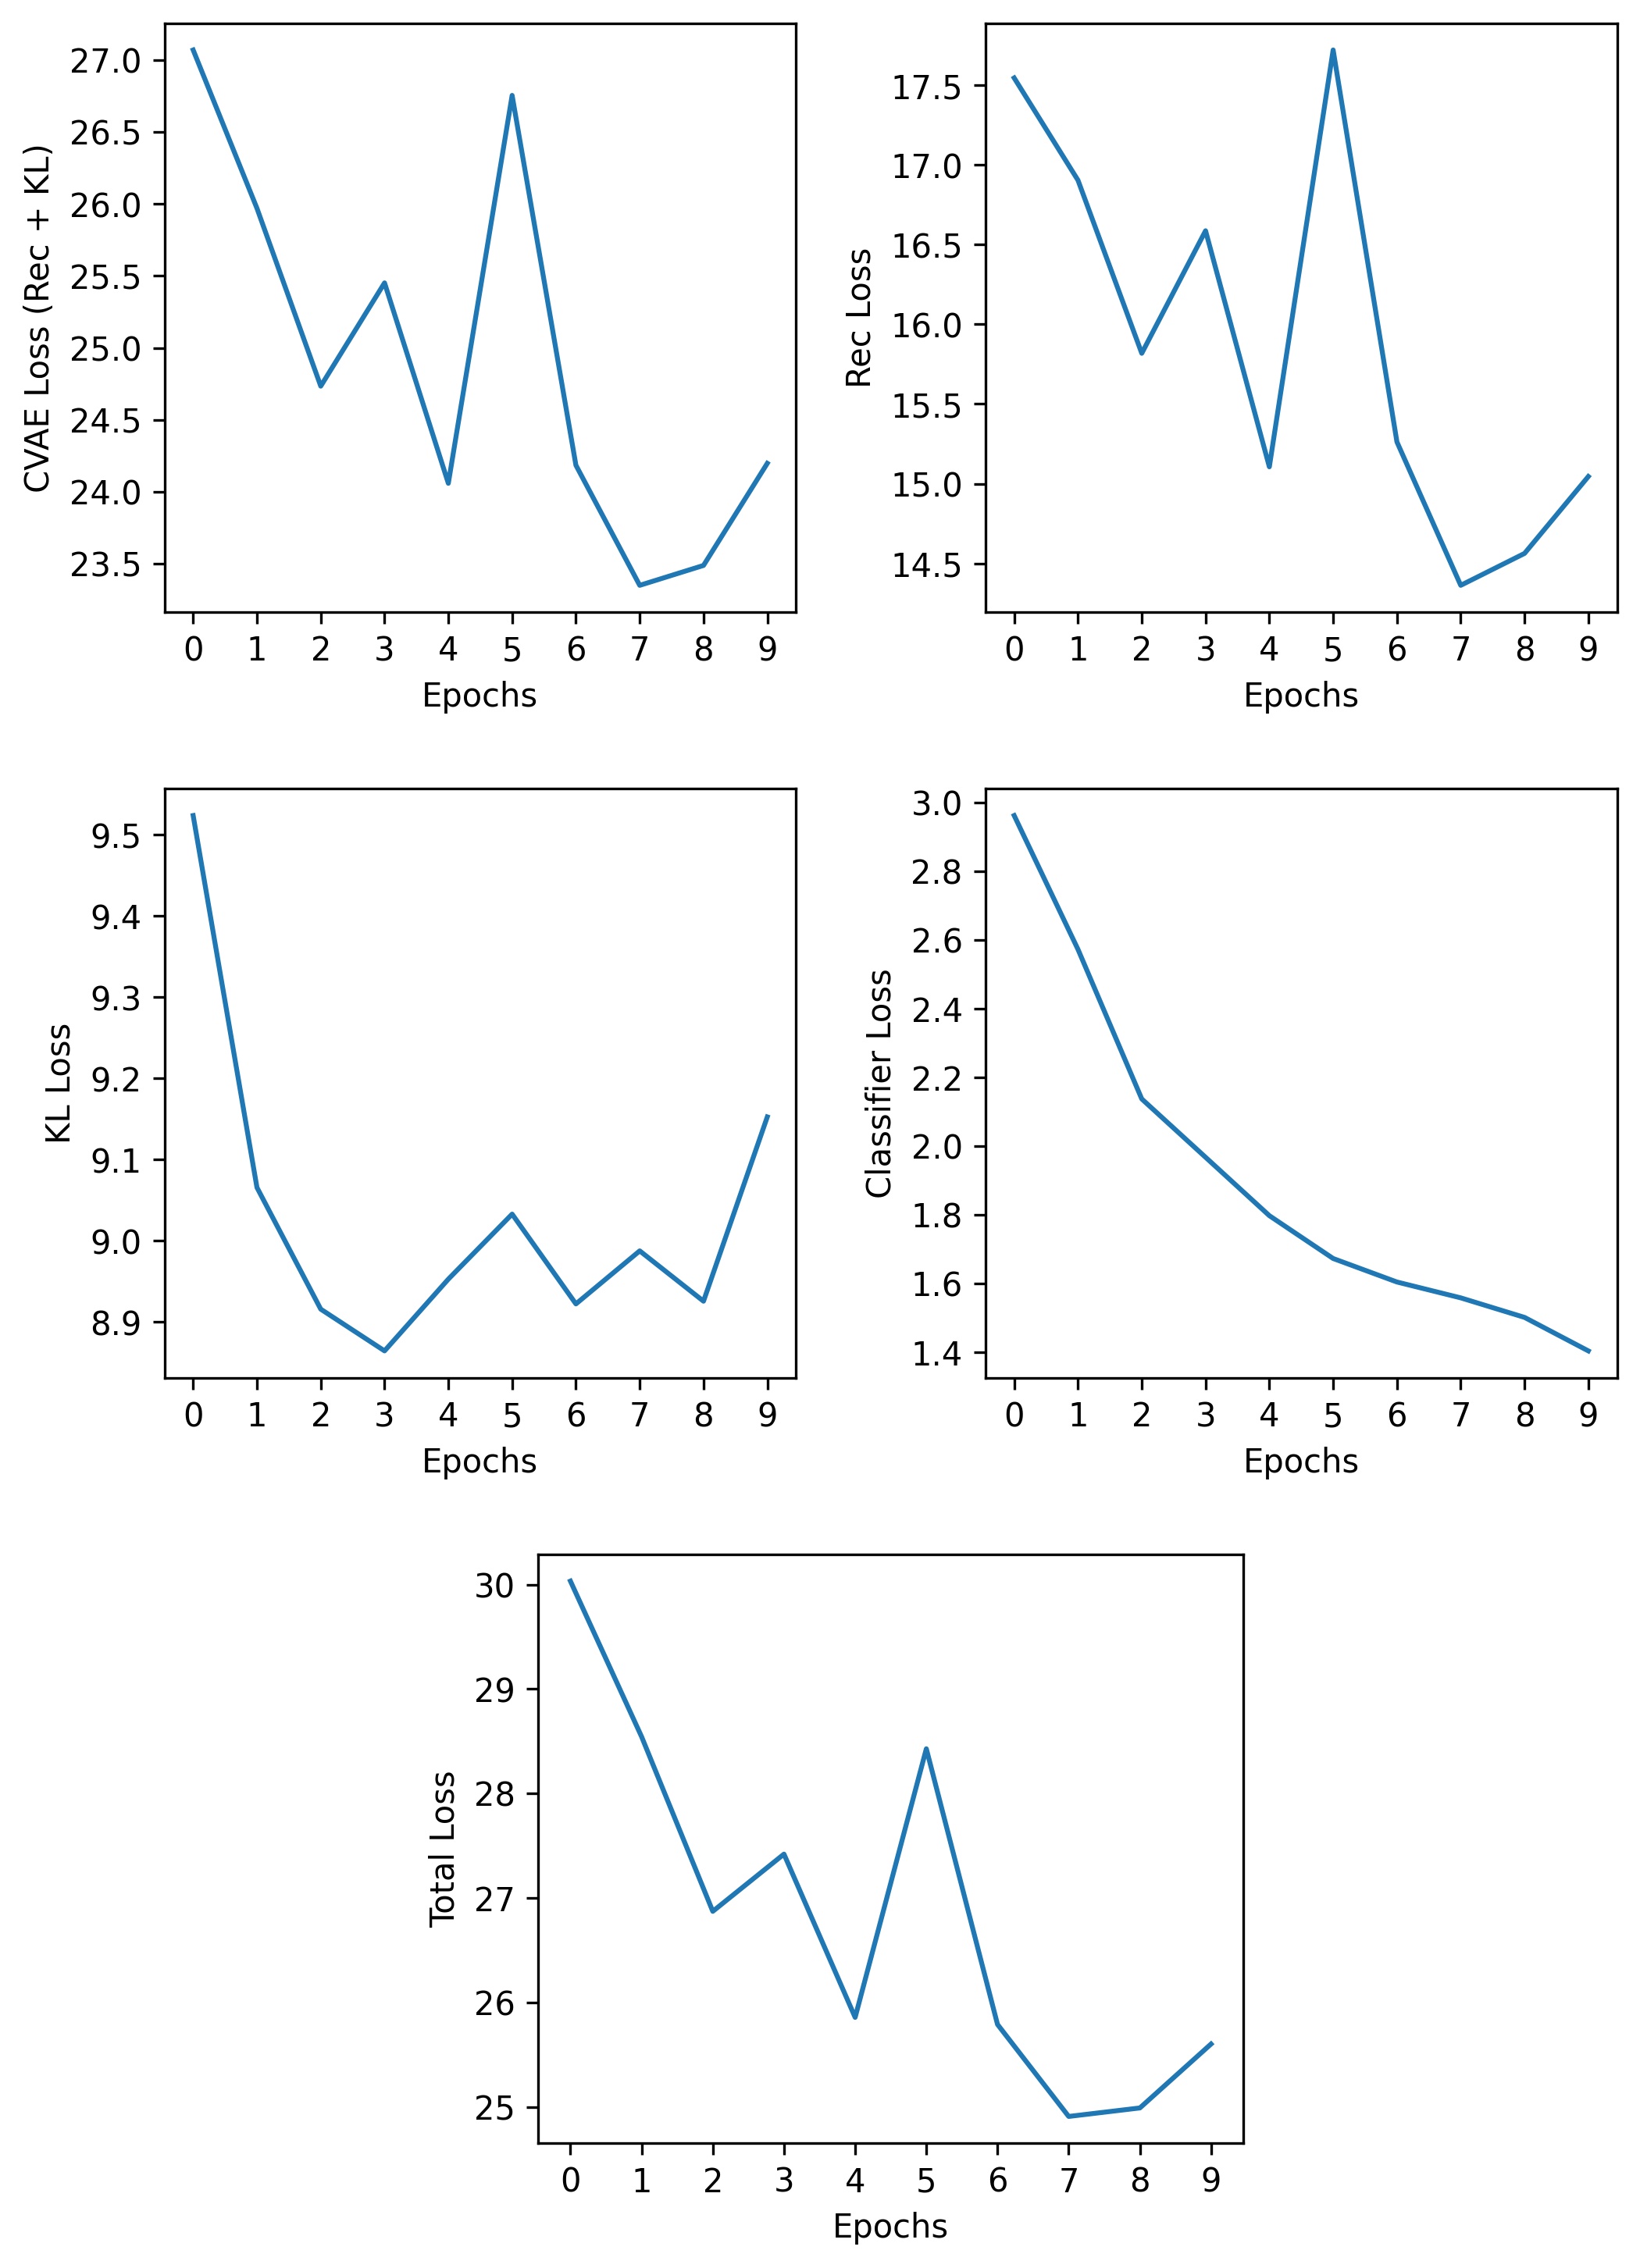 CVAE Loss (Rec + KL)
27.0
26.5
26.0
25.5
25.0
24.5
24.0
23.5
0 1 2 3 4 5 6 7 8 9
Epochs
Rec Loss
17.5
17.0
16.5
16.0
15.5
15.0
14.5
0 1 2 3 4 5 6 7 8 9
Epochs
KL Loss
9.5
9.4
9.3
9.2
9.1
9.0
8.9
0 1 2 3 4 5 6 7 8 9
Epochs
Classifier Loss
3.0
2.8
2.6
2.4
2.2
2.0
1.8
1.6
1.4
0 1 2 3 4 5 6 7 8 9
Epochs
Total Loss
30
29
28
27
26
25
0 1 2 3 4 5 6 7 8 9
Epochs